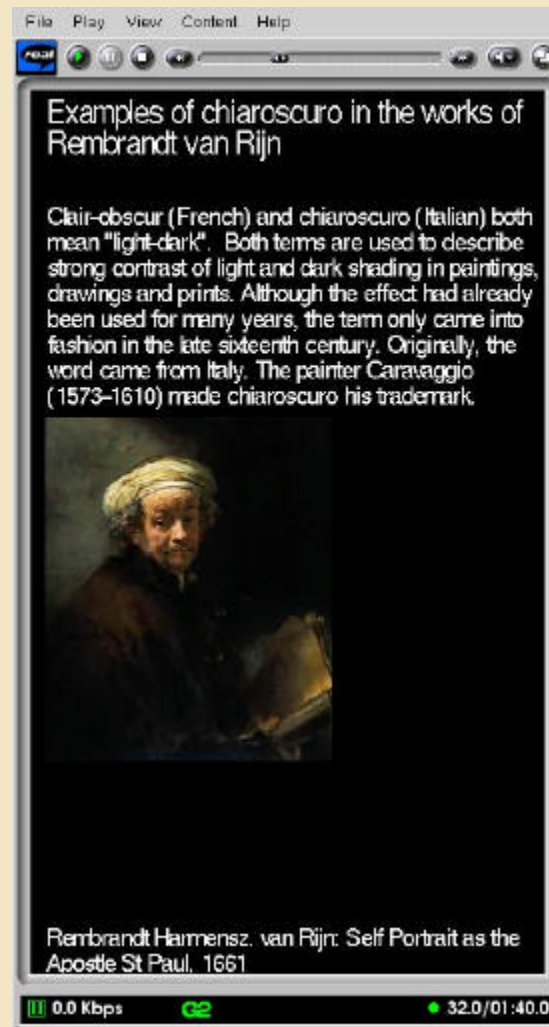 File Play View Content Help
real
Examples of chiaroscuro in the works of
Rembrandt van Rijn
Clair-obscur (French) and chiaroscuro (Italian) both
mean "light-dark". Both terms are used to describe
strong contrast of light and dark shading in paintings,
drawings and prints. Although the effect had already
been used for many years, the term only came into
fashion in the late sixteenth century. Originally, the
word came from Italy. The painter Caravaggio
(1573-1610) made chiaroscuro his trademark.
Rembrandt Harmensz. van Rijn: Self Portrait as the
Apostle St Paul. 1661
0.0 Kbps G2 32.0/01:40.0